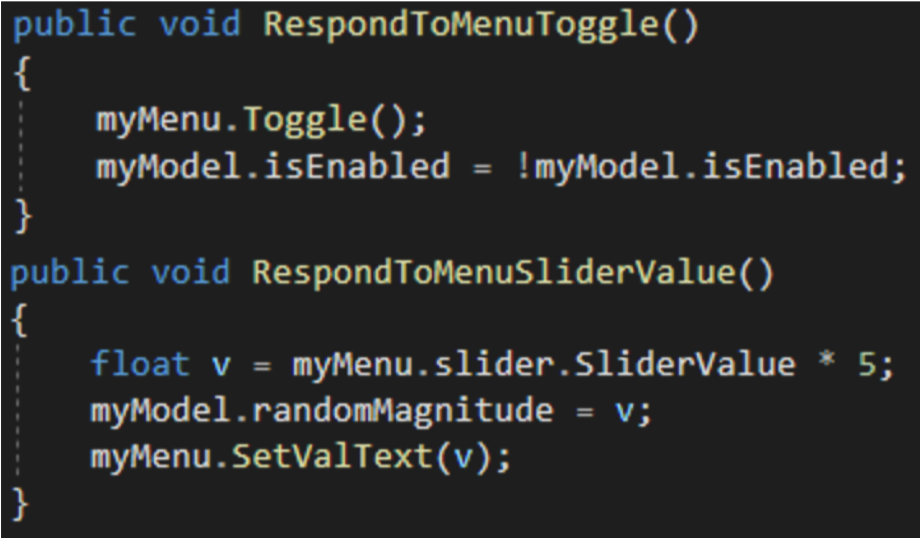 public void RespondToMenuToggle()
{
    myMenu.Toggle();
    myModel.isEnabled = !myModel.isEnabled;
}
public void RespondToMenuSliderValue()
{
    float v = myMenu.slider.SliderValue * 5;
    myModel.randomMagnitude = v;
    myMenu.SetValText(v);
}